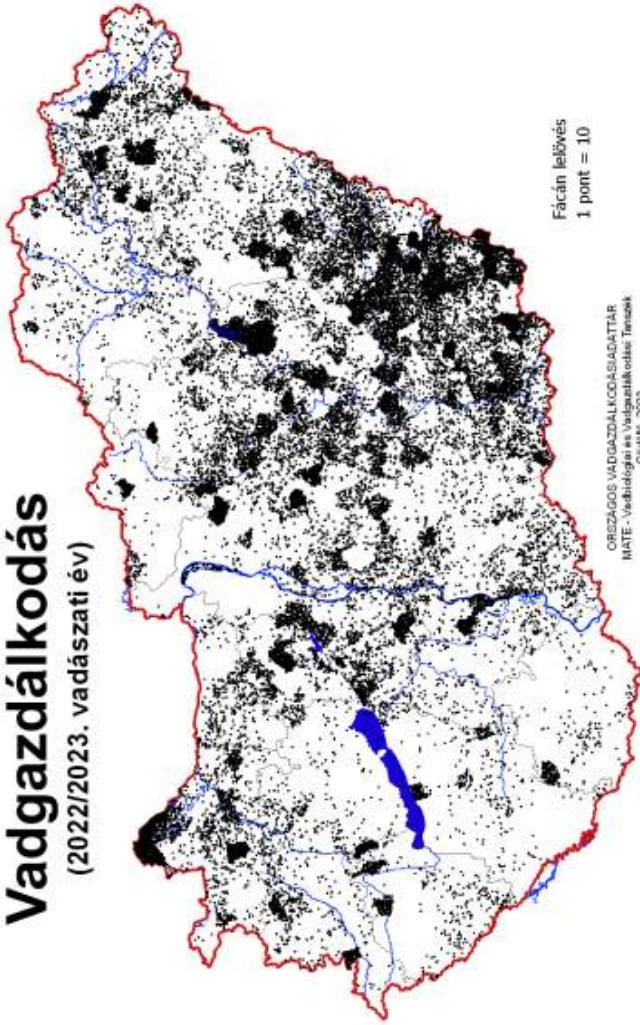 Vadgazdálkodás
(2022/2023. vadászati év)
Fácán lelövés
1 pont = 10
ORSZÁGOS VADGAZDÁLKODÁSI ADATTÁR
MATE - Vadbiológiai és Vadgazdálkodási Tanszék